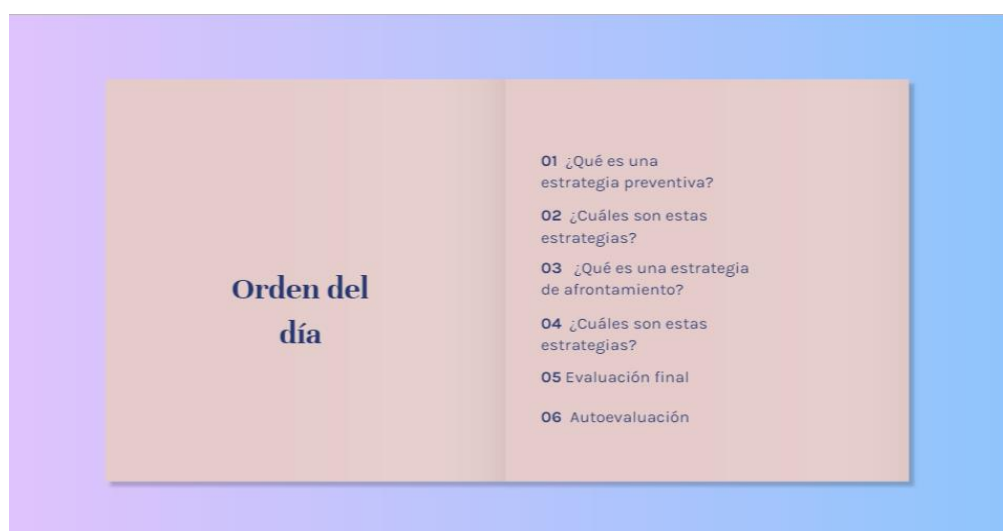 Orden del
día
01 ¿Qué es una
estrategia preventiva?
02 ¿Cuáles son estas
estrategias?
03 ¿Qué es una estrategia
de afrontamiento?
04 ¿Cuáles son estas
estrategias?
05 Evaluación final
06 Autoevaluación